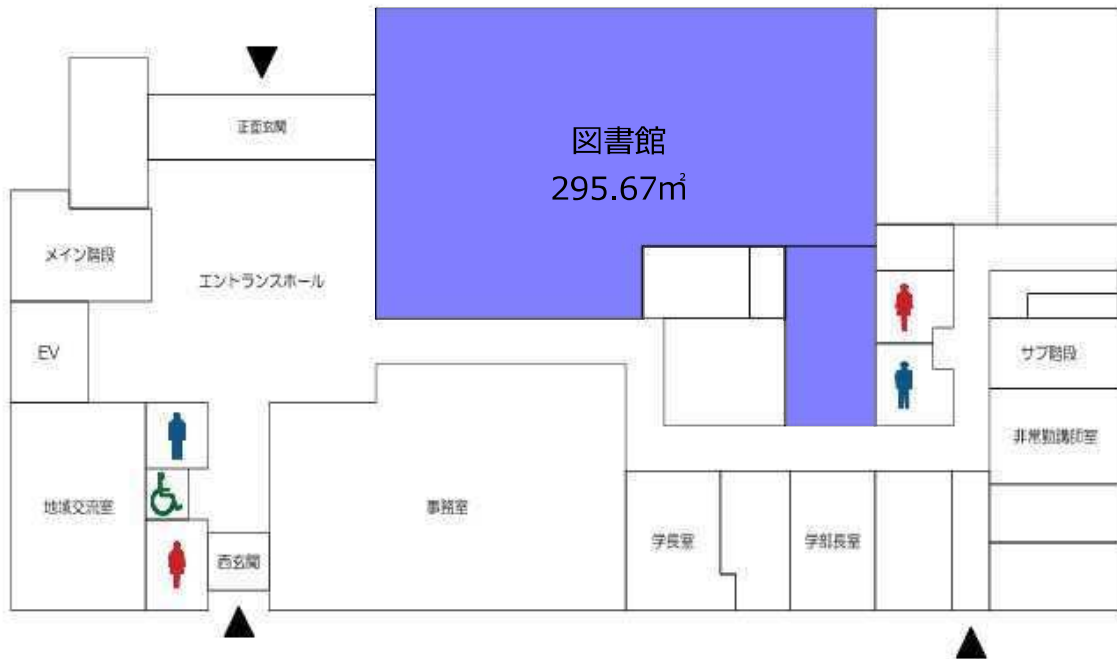 正面玄関
図書館
295.67㎡
メイン階段
エントランスホール
EV
サブ階段
非常勤講師室
地域交流室
事務室
学長室
学部長室
西玄関